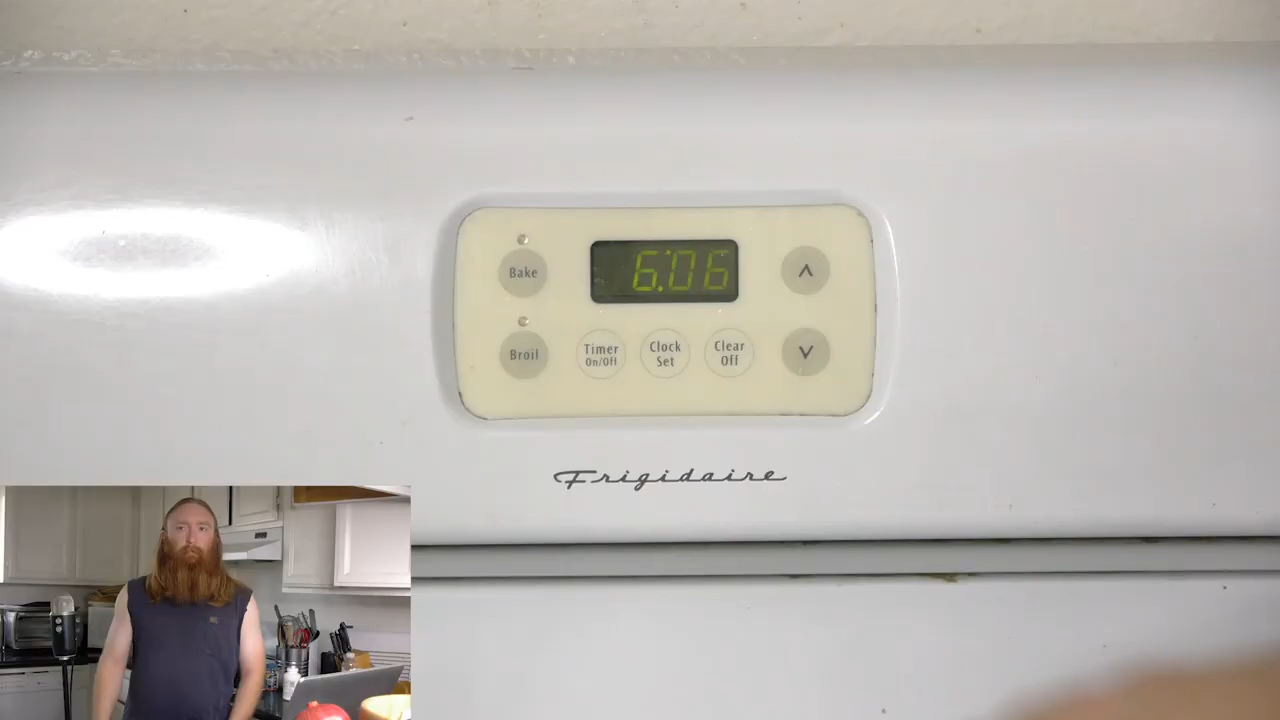 Bake
6:06
∧
Broil
Timer
On/Off
Clock
Set
Clear
Off
∨
Frigidaire